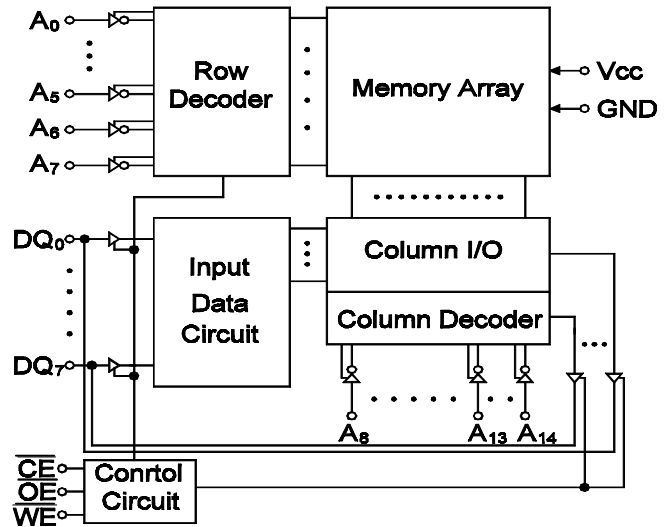 A0
A5
A6
A7
Row
Decoder
Memory Array
Vcc
GND
DQ0
DQ7
Input
Data
Circuit
Column I/O
Column Decoder
A8
A13
A14
CE
OE
WE
Conrtol
Circuit